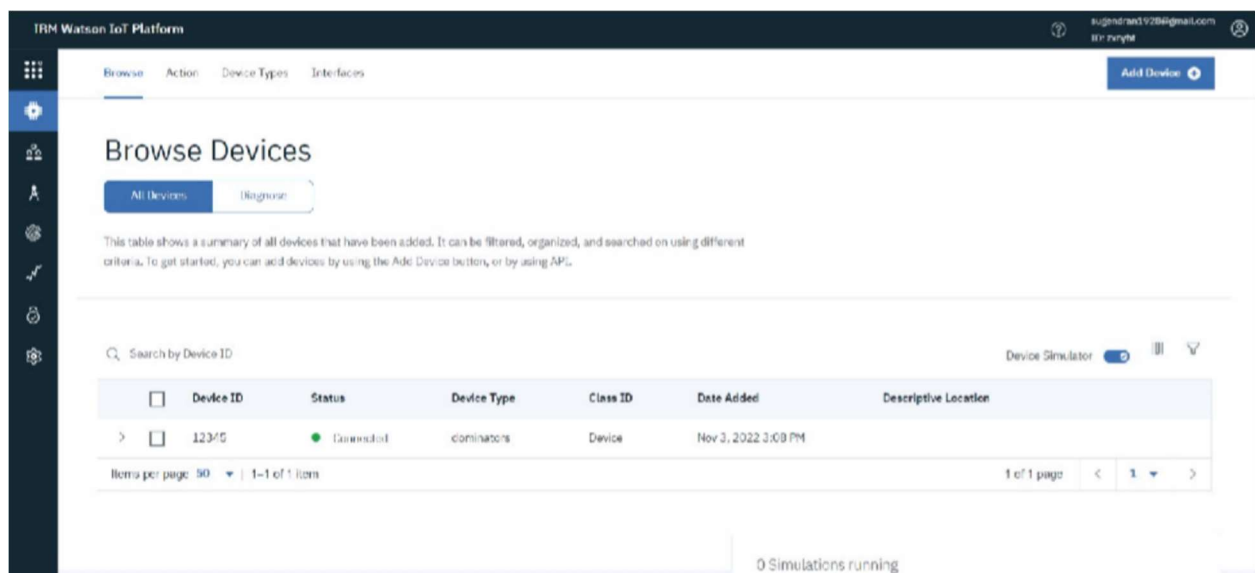 IBM Watson IoT Platform
sugendran1928@gmail.com
Browse Action Device Types Interfaces
Add Device
Browse Devices
All Devices Diagnose
This table shows a summary of all devices that have been added. It can be filtered, organized, and searched on using different
criteria. To get started, you can add devices by using the Add Device button, or by using API.
Search by Device ID
Device Simulator
Device ID Status Device Type Class ID Date Added Descriptive Location
12345 Connected dominators Device Nov 3, 2022 3:08 PM
Items per page 50 | 1–1 of 1 item
1 of 1 page < 1 >
0 Simulations running